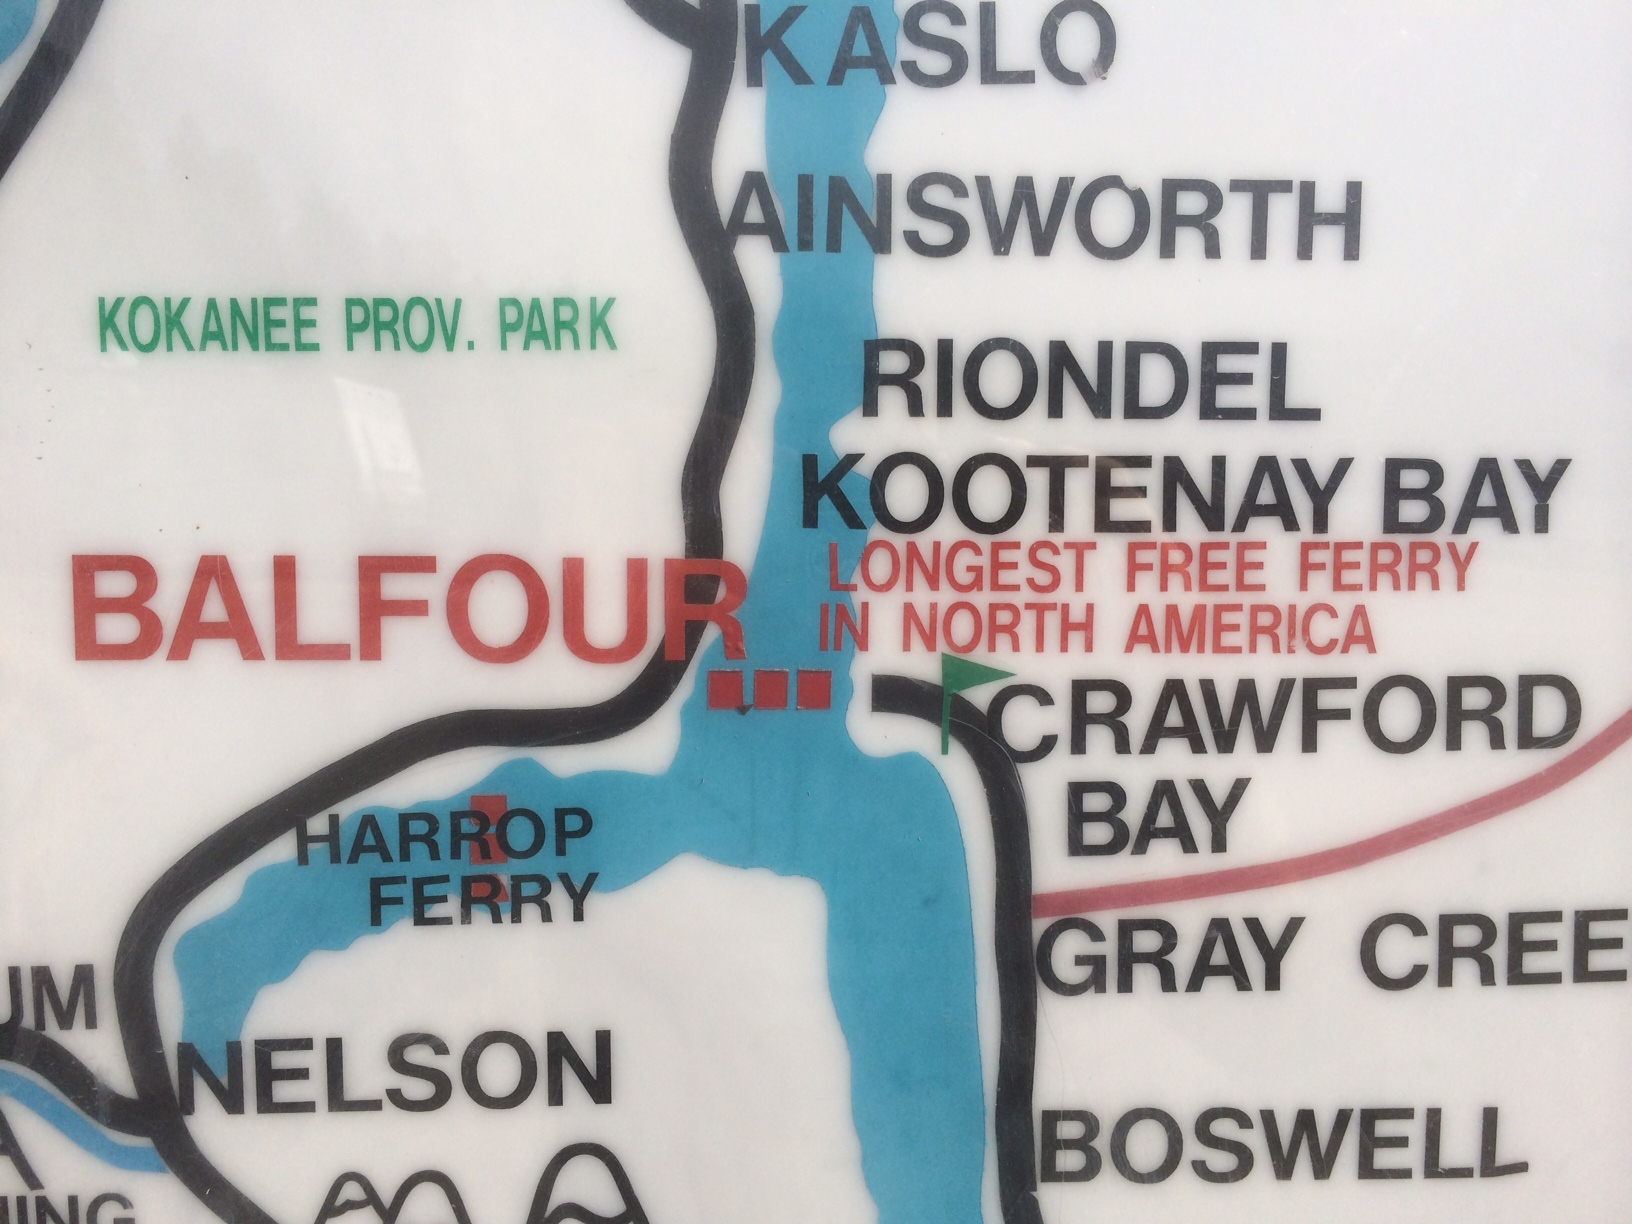 KASLO
AINSWORTH
KOKANEE PROV. PARK
RIONDEL
KOOTENAY BAY
BALFOUR
LONGEST FREE FERRY
IN NORTH AMERICA
CRAWFORD
BAY
HARROP
FERRY
GRAY CREE
UM
NELSON
BOSWELL
A